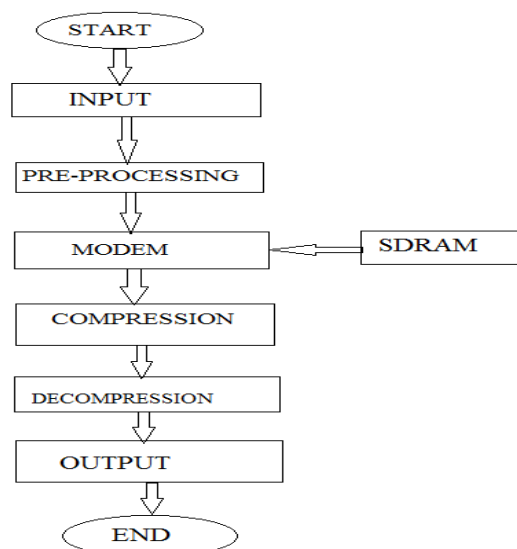 START
INPUT
PRE-PROCESSING
MODEM
SDRAM
COMPRESSION
DECOMPRESSION
OUTPUT
END